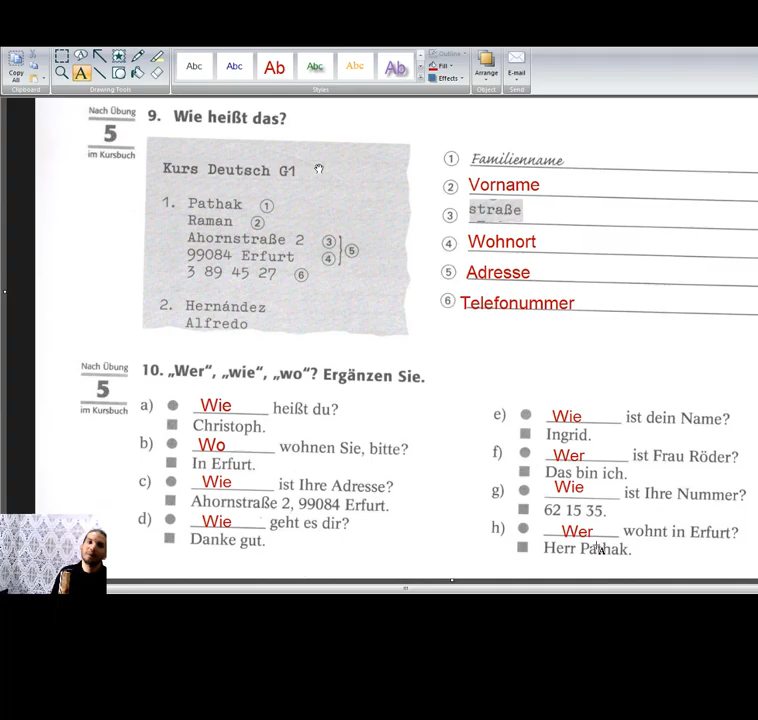 Copy
All
Clipboard
Drawing Tools
Abc Abc Ab Abc Abc Ab
Styles
Outline
Fill
Effects
Arrange
Object
E-mail
Send
Nach Übung
5
im Kursbuch
9. Wie heißt das?
Kurs Deutsch G1
1. Pathak ①
Raman ②
Ahornstraße 2 ③
99084 Erfurt ④ ⑤
3 89 45 27 ⑥
2. Hernández
Alfredo
① Familienname
② Vorname
③ straße
④ Wohnort
⑤ Adresse
⑥ Telefonummer
Nach Übung
5
im Kursbuch
10. „Wer“, „wie“, „wo“? Ergänzen Sie.
a) Wie heißt du?
Christoph.
b) Wo wohnen Sie, bitte?
In Erfurt.
c) Wie ist Ihre Adresse?
Ahornstraße 2, 99084 Erfurt.
d) Wie geht es dir?
Danke gut.
e) Wie ist dein Name?
Ingrid.
f) Wer ist Frau Röder?
Das bin ich.
g) Wie ist Ihre Nummer?
62 15 35.
h) Wer wohnt in Erfurt?
Herr Pathak.